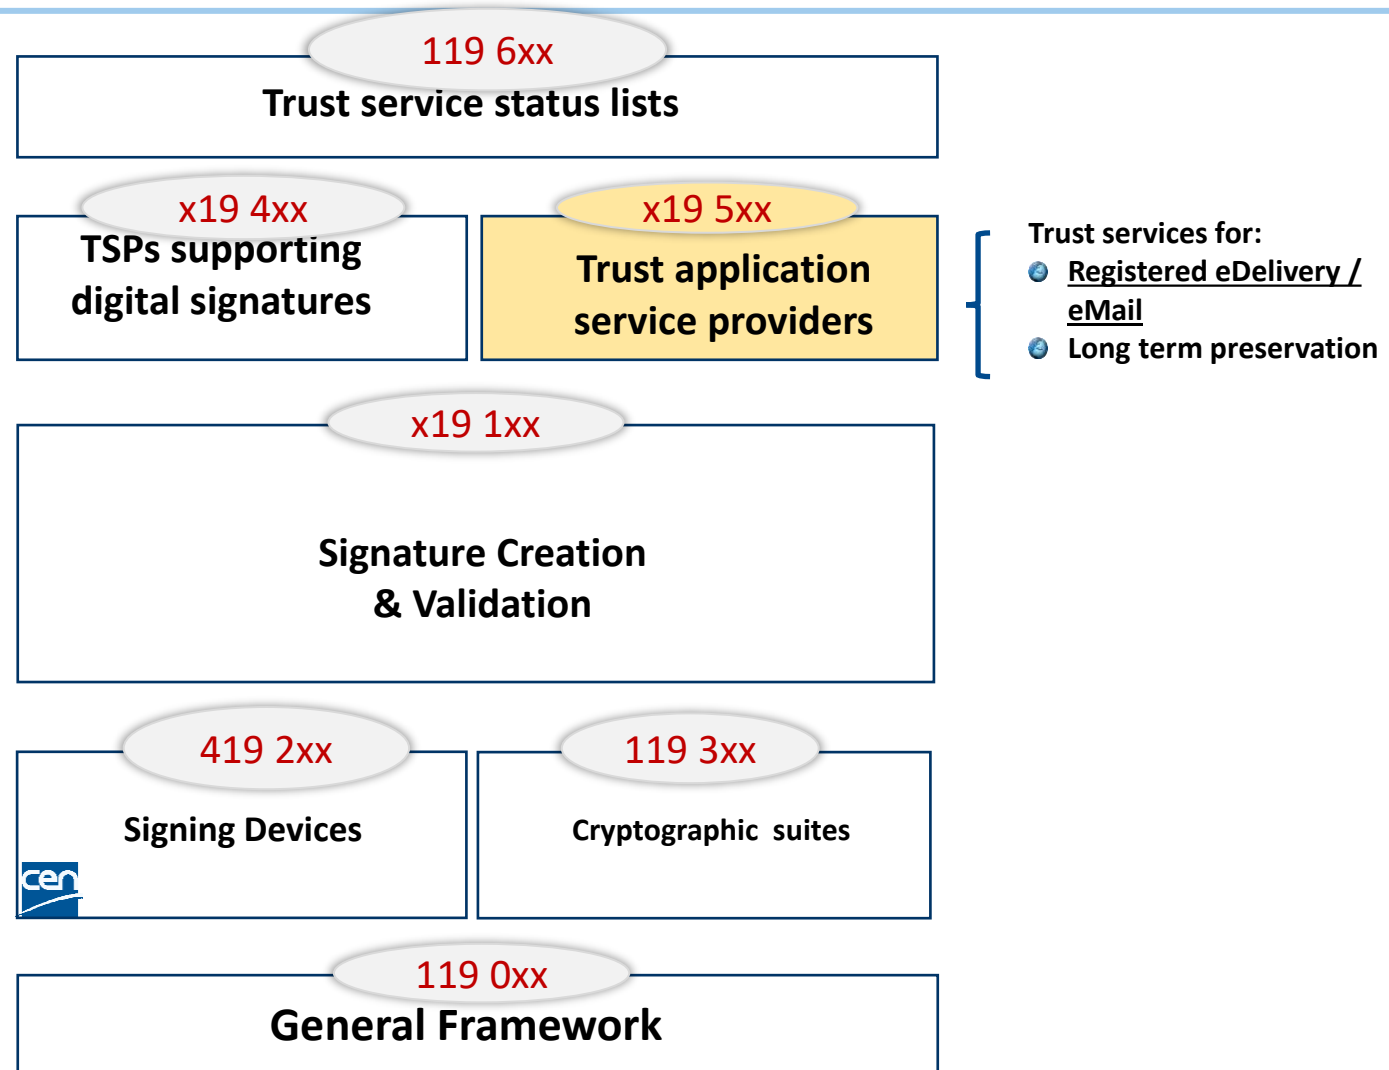 119 6xx
Trust service status lists
x19 4xx
TSPs supporting
digital signatures
x19 5xx
Trust application
service providers
Trust services for:
Registered eDelivery /
eMail
Long term preservation
x19 1xx
Signature Creation
& Validation
419 2xx
Signing Devices
cen
119 3xx
Cryptographic suites
119 0xx
General Framework